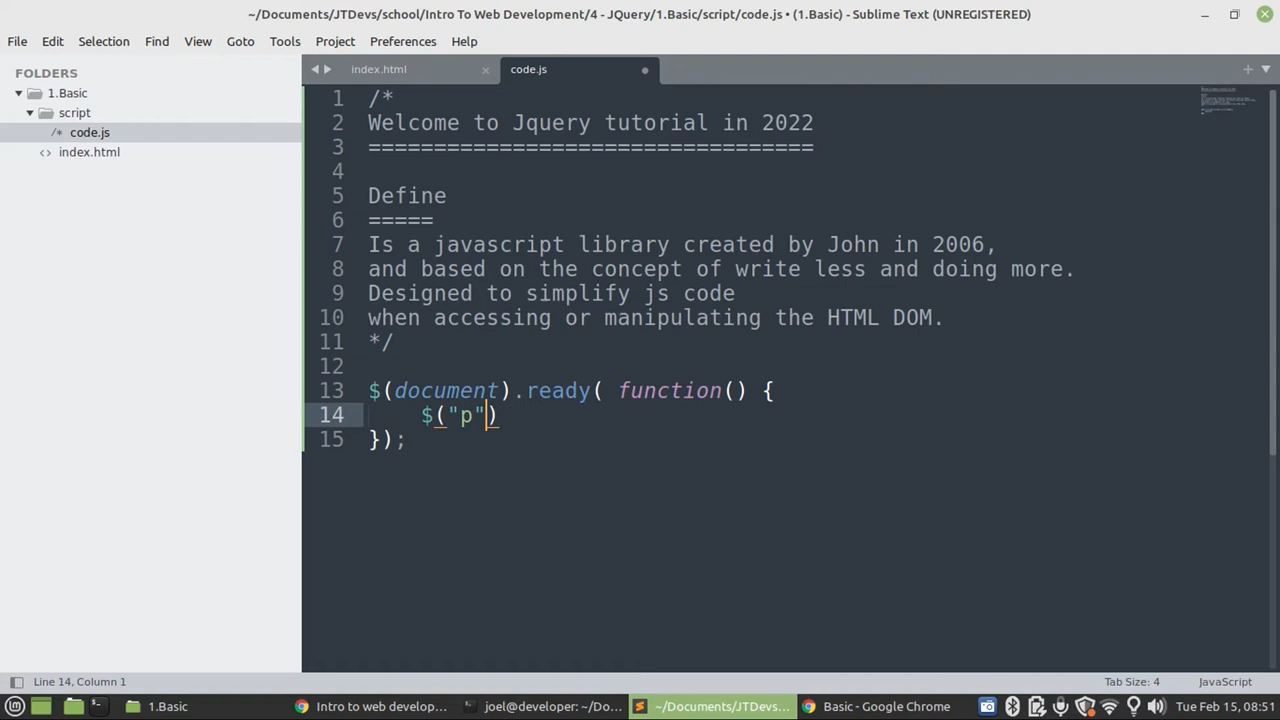 ~/Documents/JTDevs/school/Intro To Web Development/4 - JQuery/1.Basic/script/code.js • (1.Basic) - Sublime Text (UNREGISTERED)
File Edit Selection Find View Goto Tools Project Preferences Help
FOLDERS
1.Basic
script
/* code.js
<> index.html
index.html
code.js
1 /*
2 Welcome to Jquery tutorial in 2022
3 ==================================
4
5 Define
6 =====
7 Is a javascript library created by John in 2006,
8 and based on the concept of write less and doing more.
9 Designed to simplify js code
10 when accessing or manipulating the HTML DOM.
11 */
12
13 $(document).ready( function() {
14 $("p")
15 });
Line 14, Column 1
Tab Size: 4
JavaScript
1.Basic
Intro to web develop...
joel@developer: ~/Do...
~/Documents/JTDevs...
Basic - Google Chrome
Tue Feb 15, 08:51